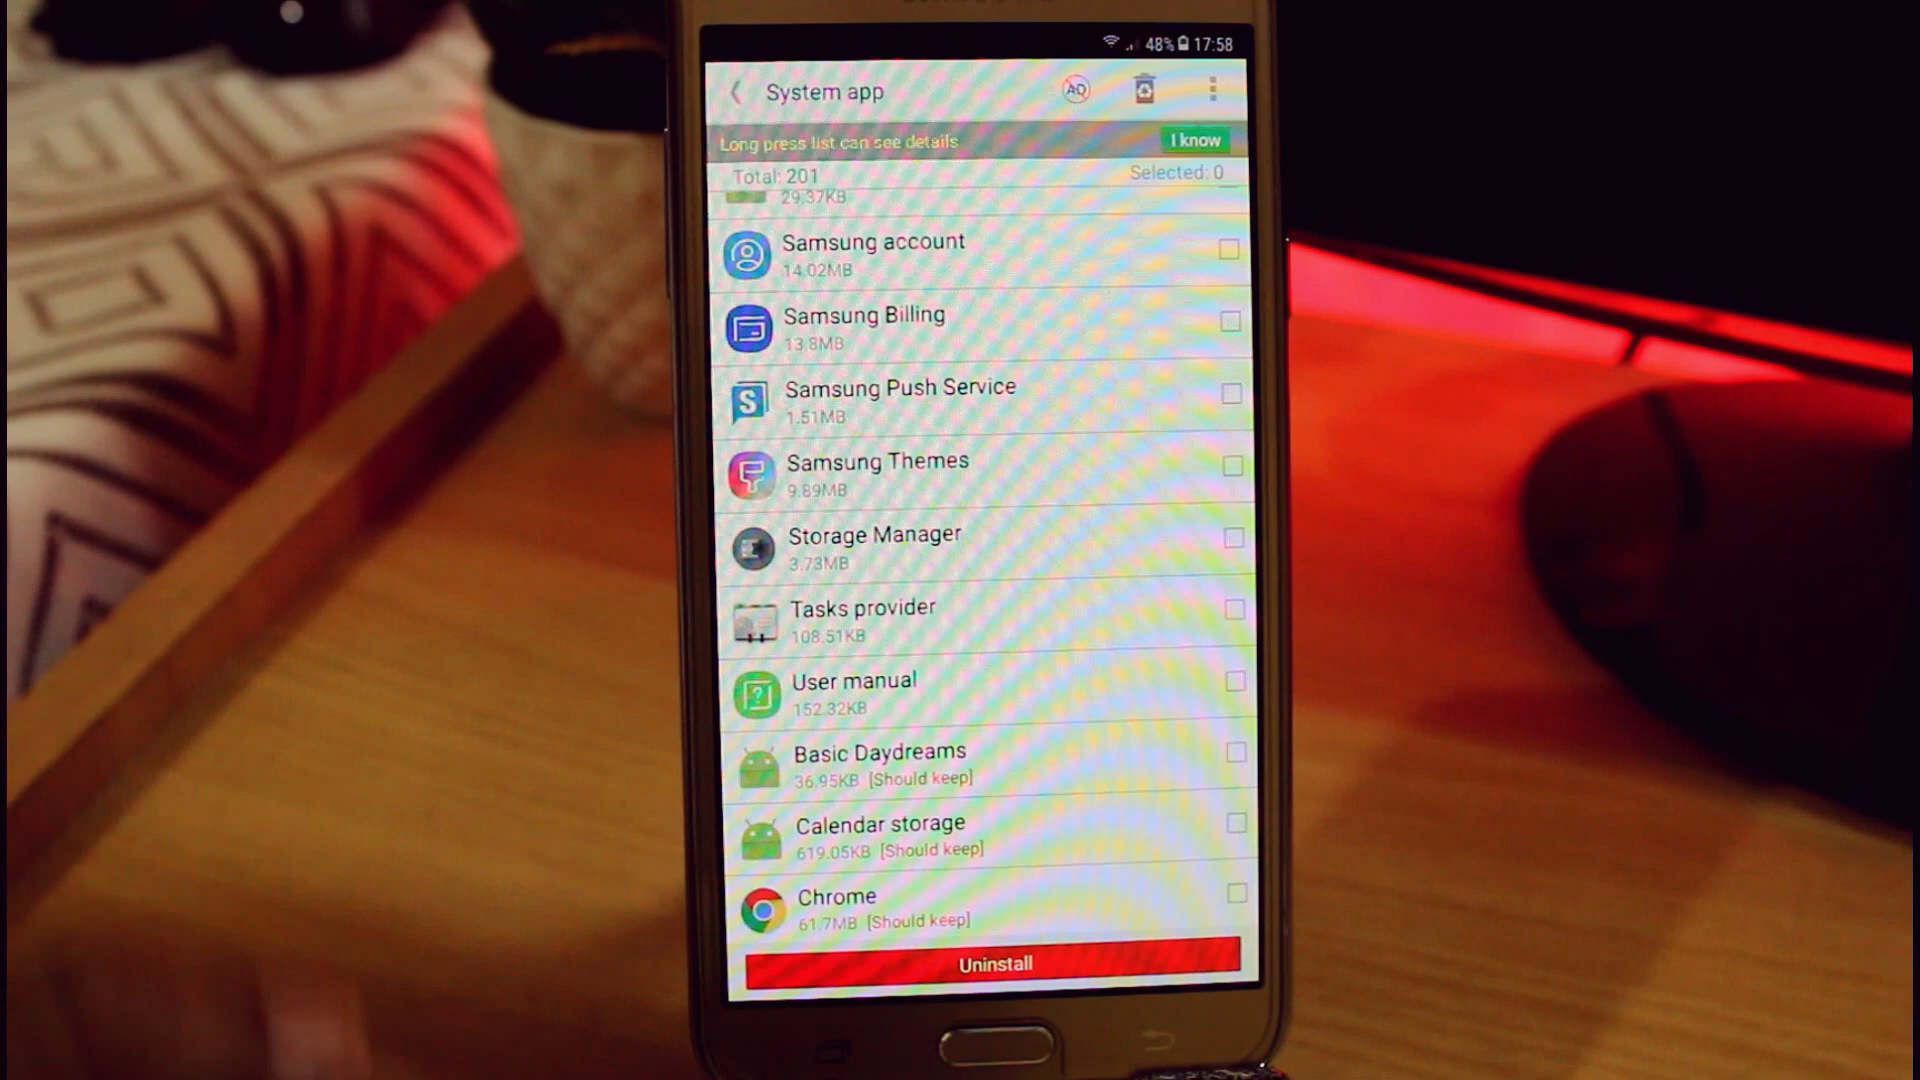 48% 17:58
System app
AD
Long press list can see details
I know
Total: 201
Selected: 0
29.37KB
Samsung account
14.02MB
Samsung Billing
13.8MB
S
Samsung Push Service
1.51MB
Samsung Themes
9.89MB
Storage Manager
3.73MB
Tasks provider
108.51KB
?
User manual
152.32KB
Basic Daydreams
36.95KB [Should keep]
Calendar storage
619.05KB [Should keep]
Chrome
61.7MB [Should keep]
Uninstall